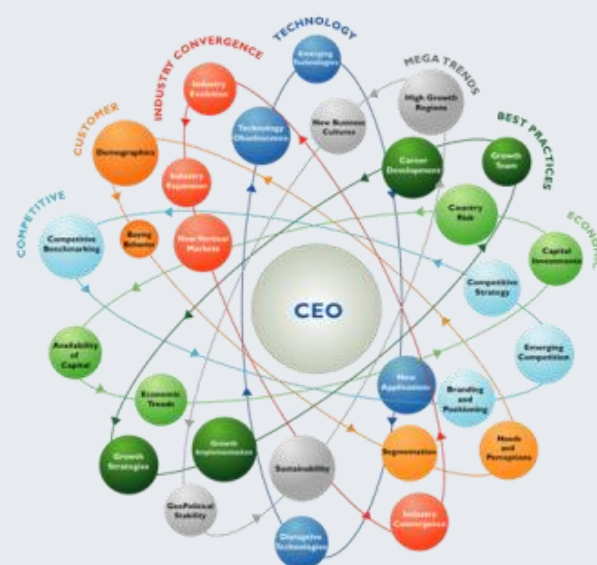 TECHNOLOGY
INDUSTRY CONVERGENCE
MEGA TRENDS
CUSTOMER
BEST PRACTICES
COMPETITIVE
ECONOMIC
Emerging
Technologies
Industry
Evolution
High Growth
Regions
New Business
Cultures
Technology
Obsolescence
Demographics
Career
Development
Growth
Team
Industry
Expansion
Country
Risk
Buying
Behavior
New Vertical
Markets
Competitive
Benchmarking
Capital
Investments
Competitive
Strategy
CEO
Availability
of
Capital
Emerging
Competition
New
Applications
Economic
Trends
Branding
and
Positioning
Growth
Strategies
Growth
Implementation
Sustainability
Segmentation
Needs
and
Perceptions
GeoPolitical
Stability
Industry
Convergence
Disruptive
Technologies